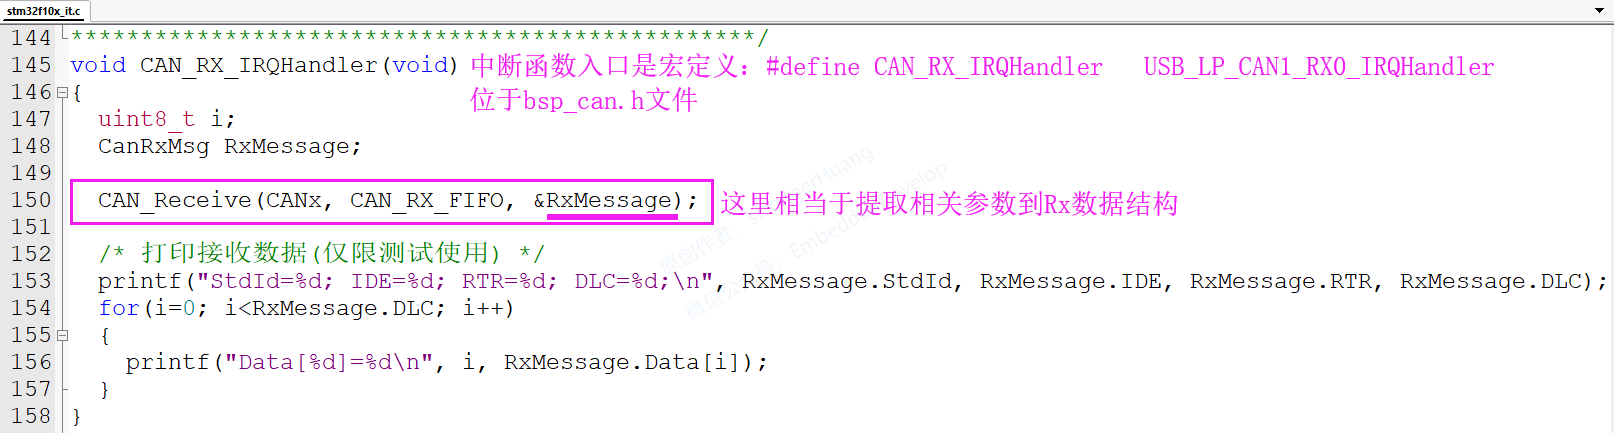 stm32f10x_it.c
144 *************************************************/
145 void CAN_RX_IRQHandler(void) 中断函数入口是宏定义：#define CAN_RX_IRQHandler USB_LP_CAN1_RX0_IRQHandler
146 { 位于bsp_can.h文件
147 uint8_t i;
148 CanRxMsg RxMessage;
149
150 CAN_Receive(CANx, CAN_RX_FIFO, &RxMessage); 这里相当于提取相关参数到Rx数据结构
151
152 /* 打印接收数据(仅限测试使用) */
153 printf("StdId=%d; IDE=%d; RTR=%d; DLC=%d;\n", RxMessage.StdId, RxMessage.IDE, RxMessage.RTR, RxMessage.DLC);
154 for(i=0; i<RxMessage.DLC; i++)
155 {
156 printf("Data[%d]=%d\n", i, RxMessage.Data[i]);
157 }
158 }